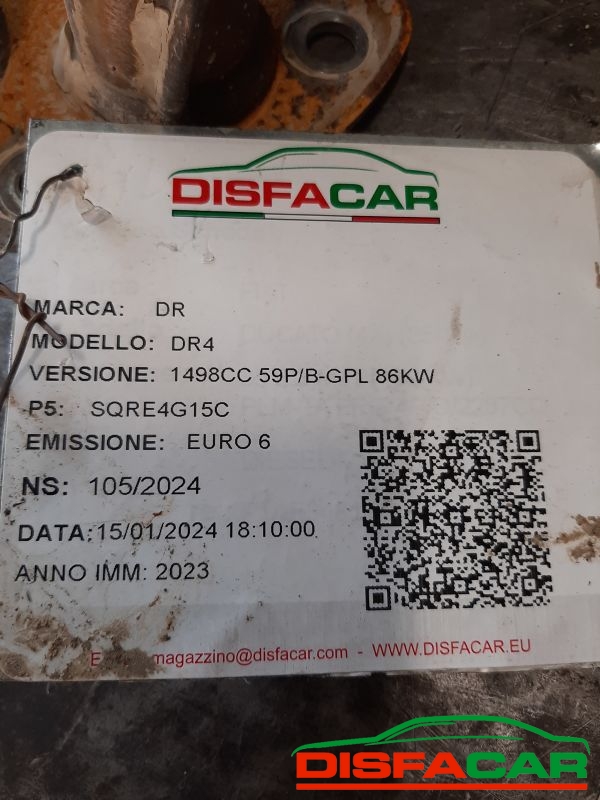 DISFACAR
MARCA: DR
MODELLO: DR4
VERSIONE: 1498CC 59P/B-GPL 86KW
P5: SQRE4G15C
EMISSIONE: EURO 6
NS: 105/2024
DATA:15/01/2024 18:10:00
ANNO IMM: 2023
magazzino@disfacar.com - WWW.DISFACAR.EU
DISFACAR